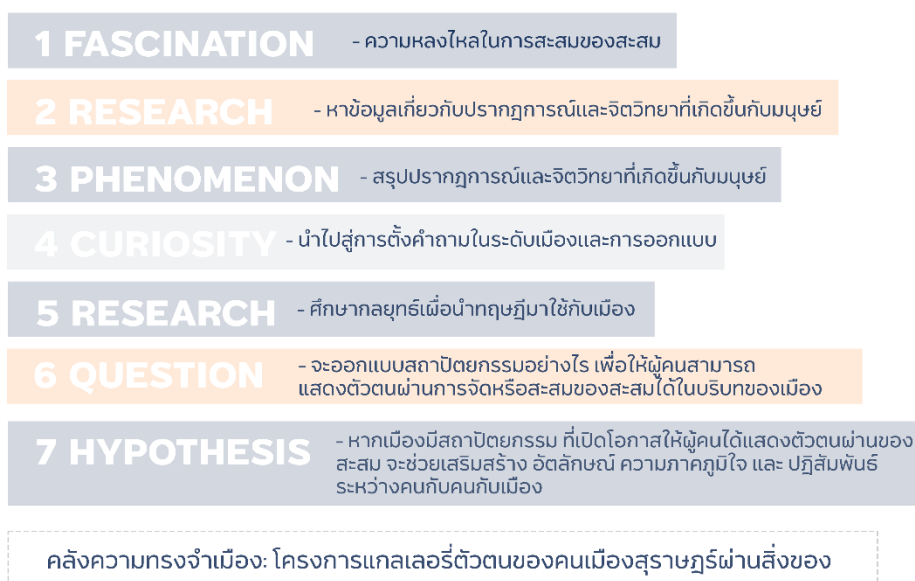 1 FASCINATION - ความหลงไหลในการสะสมของสะสม
2 RESEARCH - หาข้อมูลเกี่ยวกับปรากฎการณ์และจิตวิทยาที่เกิดขึ้นกับมนุษย์
3 PHENOMENON - สรุปปรากฎการณ์และจิตวิทยาที่เกิดขึ้นกับมนุษย์
4 CURIOSITY - นำไปสู่การตั้งคำถามในระดับเมืองและการออกแบบ
5 RESEARCH - ศึกษากลยุทธ์เผื่อนำทฤษฎีมาใช้กับเมือง
6 QUESTION - จะออกแบบสถาปัตยกรรมอย่างไร เพื่อให้ผู้คนสามารถ
แสดงตัวตนผ่านการจัดหรือสะสมของสะสมได้ในบริบทของเมือง
7 HYPOTHESIS - หากเมืองมีสถาปัตยกรรม ที่เปิดโอกาสให้ผู้คนได้แสดงตัวตนผ่านของ
สะสม จะช่วยเสริมสร้าง อัตลักษณ์ ความภาคภูมิใจ และ ปฎิสัมพันธ์
ระหว่างคนกับคนกับเมือง
คลังความทรงจำเมือง: โครงการแกลเลอรี่ตัวตนของคนเมืองสุราษฎร์ผ่านสิ่งของ